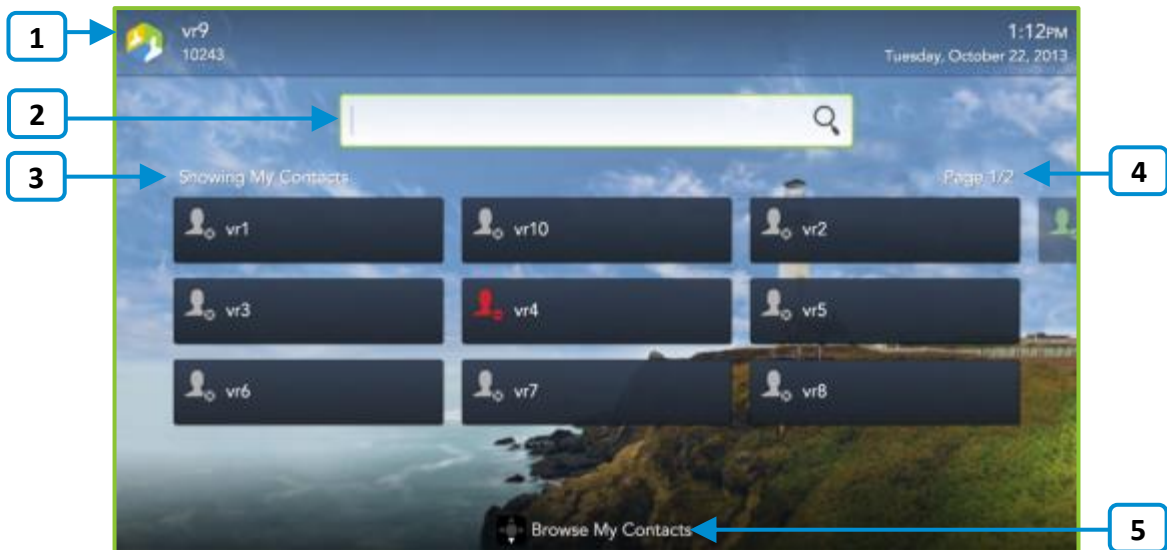 1
vr9
1:12PM
10243
Tuesday, October 22, 2013
2
3
Showing My Contacts
Page 1/2
4
vr1
vr10
vr2
vr3
vr4
vr5
vr6
vr7
vr8
Browse My Contacts
5